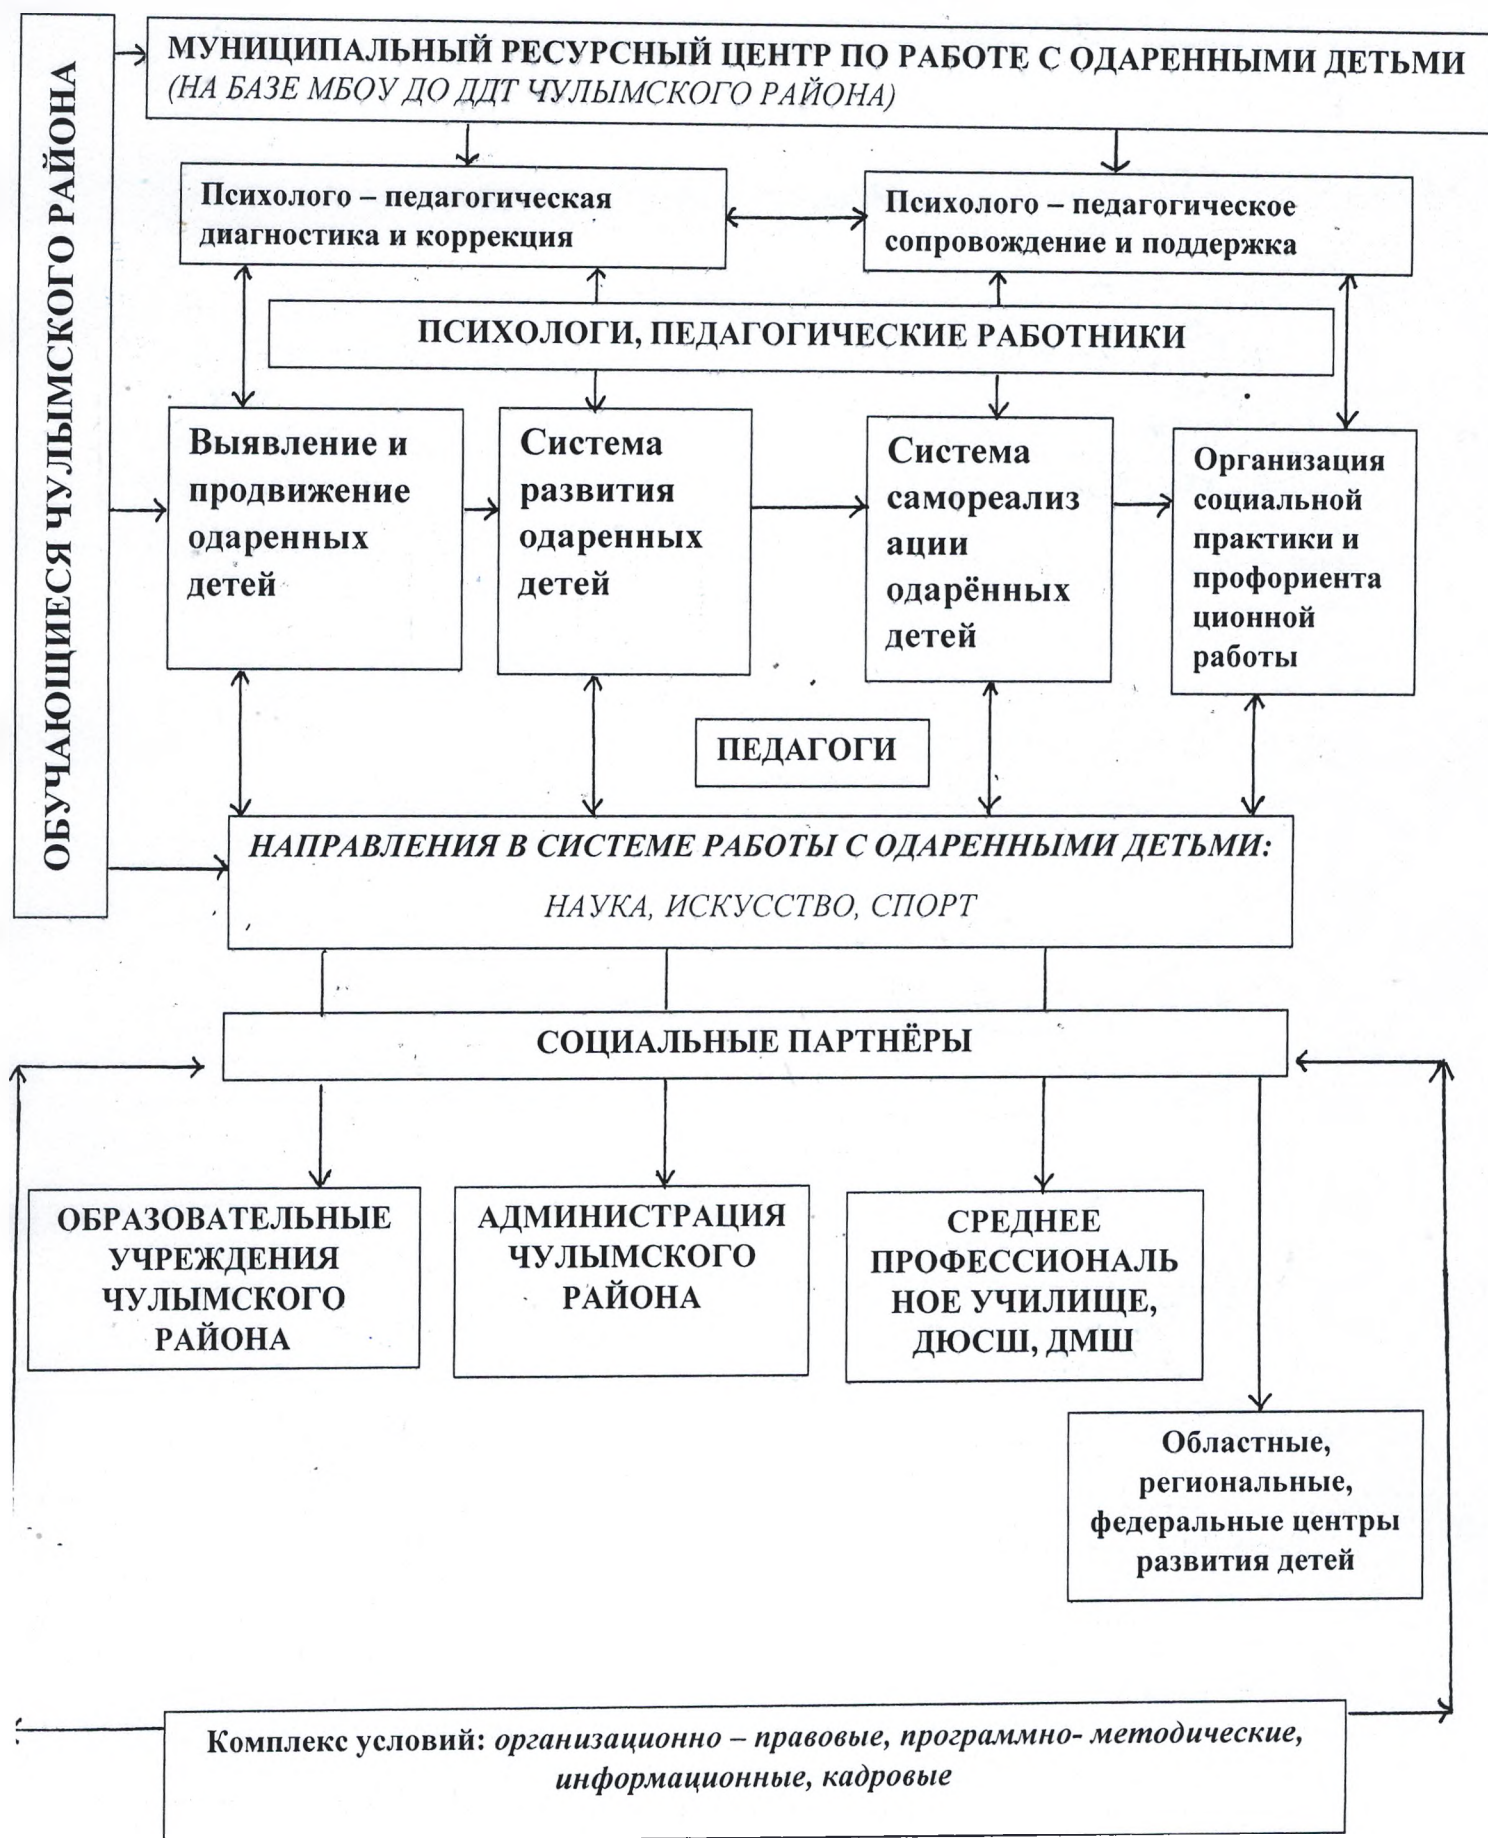 ОБУЧАЮЩИЕСЯ ЧУЛЫМСКОГО РАЙОНА
МУНИЦИПАЛЬНЫЙ РЕСУРСНЫЙ ЦЕНТР ПО РАБОТЕ С ОДАРЕННЫМИ ДЕТЬМИ
(НА БАЗЕ МБОУ ДО ДДТ ЧУЛЫМСКОГО РАЙОНА)
Психолого – педагогическая
диагностика и коррекция
Психолого – педагогическое
сопровождение и поддержка
ПСИХОЛОГИ, ПЕДАГОГИЧЕСКИЕ РАБОТНИКИ
Выявление и
продвижение
одаренных
детей
Система
развития
одаренных
детей
Система
самореализ
ации
одарённых
детей
Организация
социальной
практики и
профориента
ционной
работы
ПЕДАГОГИ
НАПРАВЛЕНИЯ В СИСТЕМЕ РАБОТЫ С ОДАРЕННЫМИ ДЕТЬМИ:
НАУКА, ИСКУССТВО, СПОРТ
СОЦИАЛЬНЫЕ ПАРТНЁРЫ
ОБРАЗОВАТЕЛЬНЫЕ
УЧРЕЖДЕНИЯ
ЧУЛЫМСКОГО
РАЙОНА
АДМИНИСТРАЦИЯ
ЧУЛЫМСКОГО
РАЙОНА
СРЕДНЕЕ
ПРОФЕССИОНАЛЬ
НОЕ УЧИЛИЩЕ,
ДЮСШ, ДМШ
Областные,
региональные,
федеральные центры
развития детей
Комплекс условий: организационно – правовые, программно- методические,
информационные, кадровые